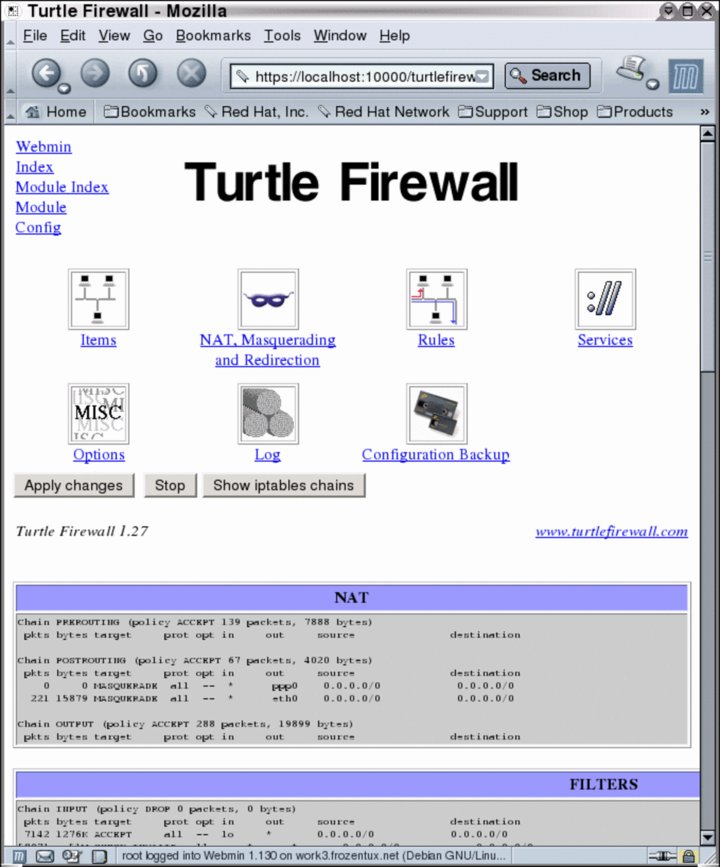 Turtle Firewall - Mozilla
File Edit View Go Bookmarks Tools Window Help
https://localhost:10000/turtlefirew
Search
Home Bookmarks Red Hat, Inc. Red Hat Network Support Shop Products »
Webmin
Index
Module Index
Module
Config
Turtle Firewall
Items
NAT, Masquerading
and Redirection
Rules
Services
MISC
Options
Log
Configuration Backup
Apply changes Stop Show iptables chains
Turtle Firewall 1.27 www.turtlefirewall.com
NAT
Chain PREROUTING (policy ACCEPT 139 packets, 7888 bytes)
pkts bytes target prot opt in out source destination
Chain POSTROUTING (policy ACCEPT 67 packets, 4020 bytes)
pkts bytes target prot opt in out source destination
0 0 MASQUERADE all -- * ppp0 0.0.0.0/0 0.0.0.0/0
221 15879 MASQUERADE all -- * eth0 0.0.0.0/0 0.0.0.0/0
Chain OUTPUT (policy ACCEPT 288 packets, 19899 bytes)
pkts bytes target prot opt in out source destination
FILTERS
Chain INPUT (policy DROP 0 packets, 0 bytes)
pkts bytes target prot opt in out source destination
7142 1276K ACCEPT all -- lo * 0.0.0.0/0 0.0.0.0/0
root logged into Webmin 1.130 on work3.frozentux.net (Debian GNU/Linu...